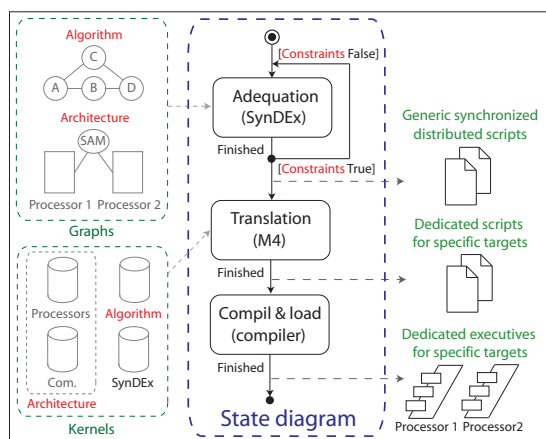 Algorithm
C
A
B
D
Architecture
SAM
Processor 1 Processor 2
Graphs
Processors
Algorithm
Com.
SynDEx
Architecture
Kernels
[Constraints False]
Adequation
(SynDEx)
Finished
[Constraints True]
Translation
(M4)
Finished
Compil & load
(compiler)
Finished
State diagram
Generic synchronized
distributed scripts
Dedicated scripts
for specific targets
Dedicated executives
for specific targets
Processor 1 Processor2